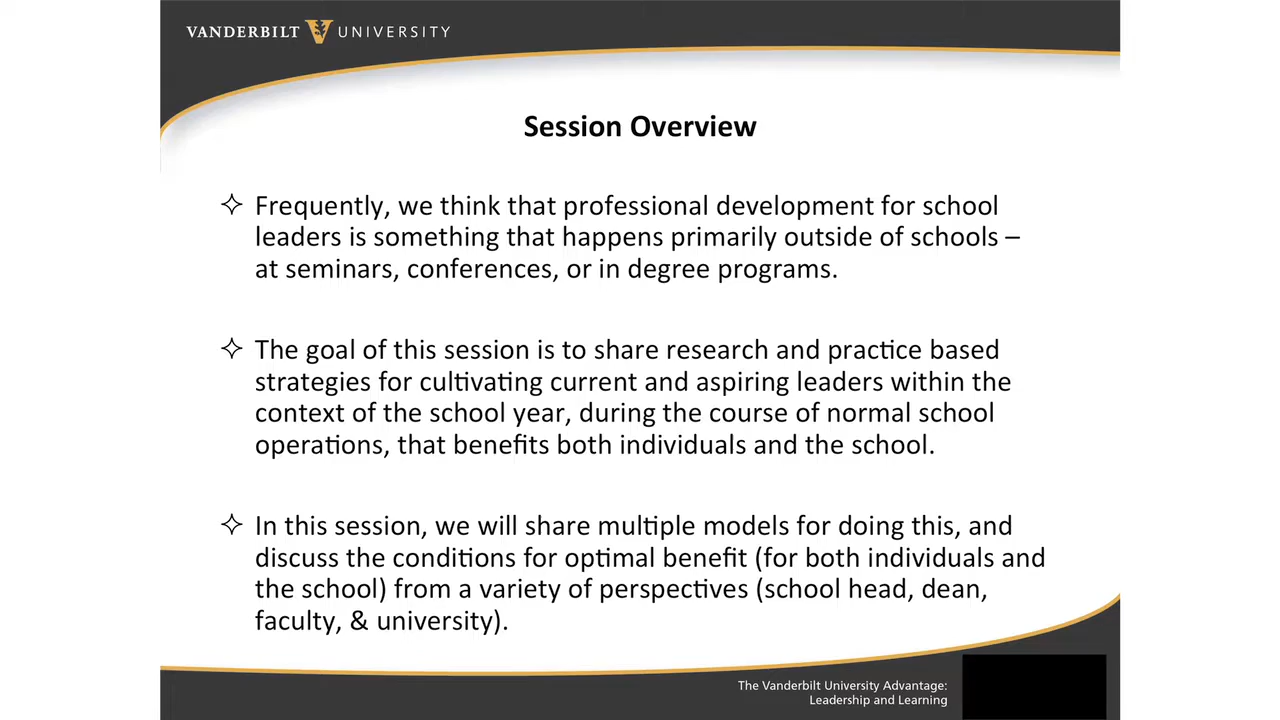 VANDERBILT V UNIVERSITY
Session Overview
✧ Frequently, we think that professional development for school
leaders is something that happens primarily outside of schools –
at seminars, conferences, or in degree programs.
✧ The goal of this session is to share research and practice based
strategies for cultivating current and aspiring leaders within the
context of the school year, during the course of normal school
operations, that benefits both individuals and the school.
✧ In this session, we will share multiple models for doing this, and
discuss the conditions for optimal benefit (for both individuals and
the school) from a variety of perspectives (school head, dean,
faculty, & university).
The Vanderbilt University Advantage:
Leadership and Learning